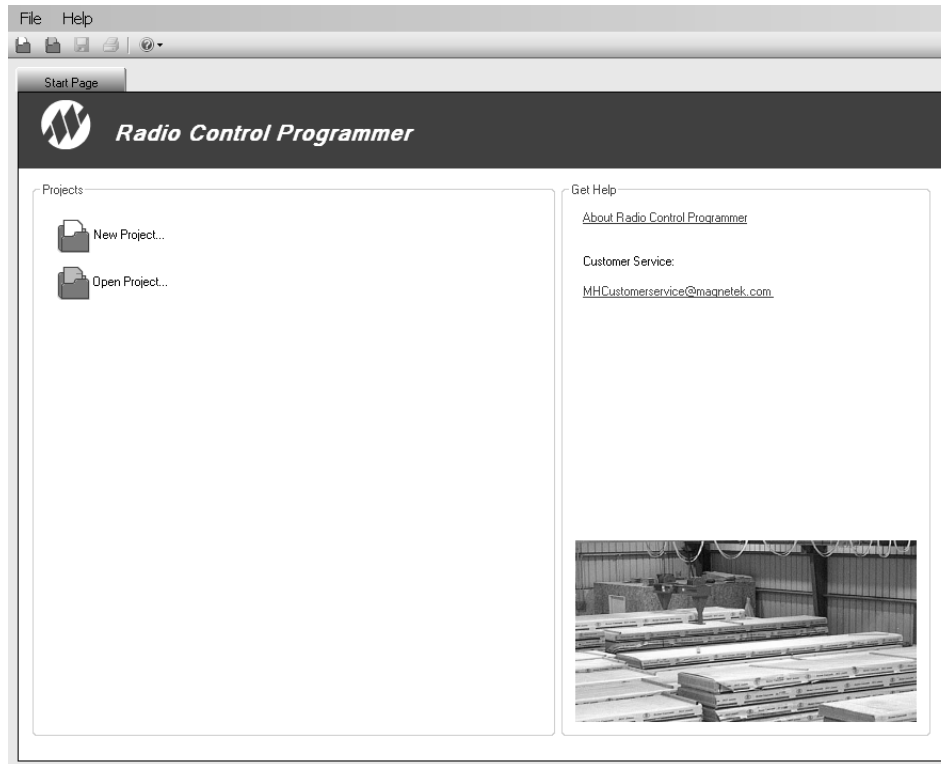 File Help
Start Page
Radio Control Programmer
Projects
New Project...
Open Project...
Get Help
About Radio Control Programmer
Customer Service:
MHCustomerservice@magnetek.com